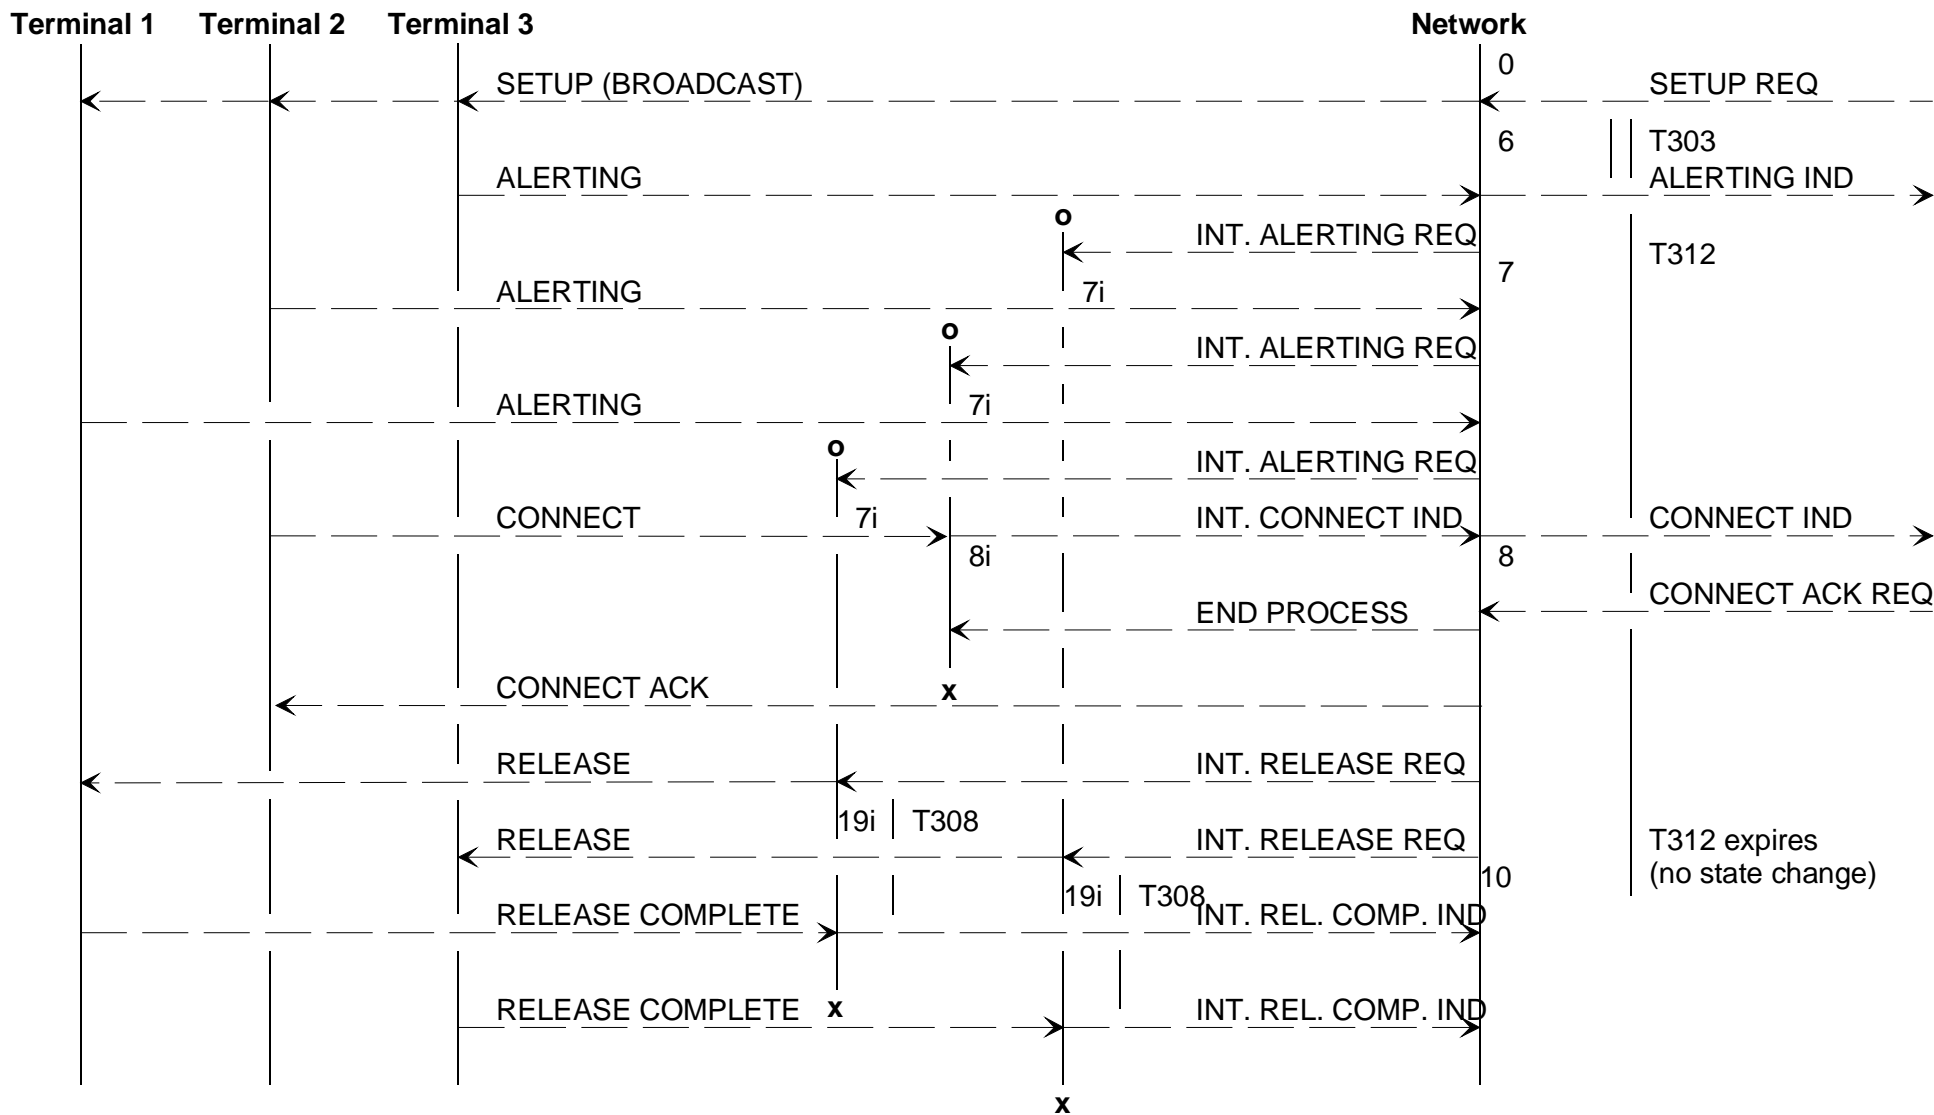 Terminal 1 Terminal 2 Terminal 3 Network
0
SETUP (BROADCAST) SETUP REQ
6 T303
ALERTING ALERTING IND
o
INT. ALERTING REQ T312
7
ALERTING 7i
o
INT. ALERTING REQ
ALERTING 7i
o
INT. ALERTING REQ
CONNECT 7i INT. CONNECT IND CONNECT IND
8i 8
CONNECT ACK REQ
END PROCESS
CONNECT ACK x
RELEASE INT. RELEASE REQ
19i T308
RELEASE INT. RELEASE REQ T312 expires
10 (no state change)
19i T308
RELEASE COMPLETE INT. REL. COMP. IND
RELEASE COMPLETE x INT. REL. COMP. IND
x